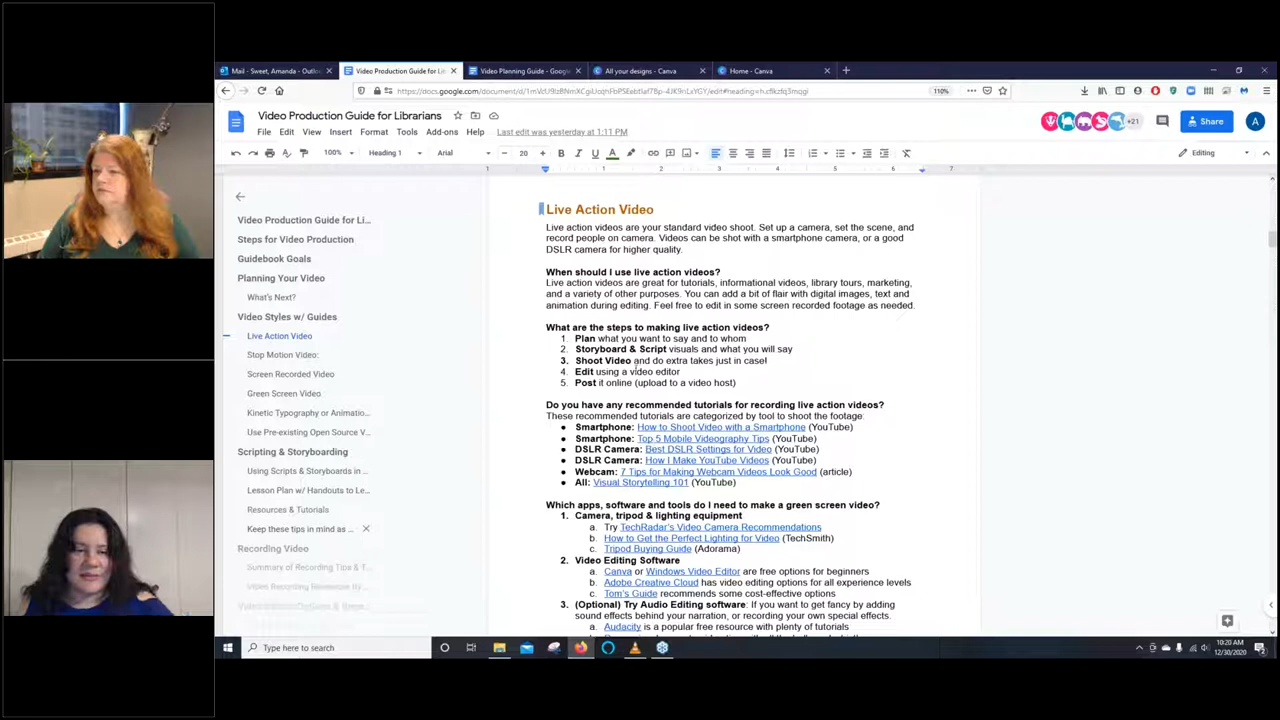 Mail - Sweet, Amanda - Outloo
Video Production Guide for Lib
Video Planning Guide - Google
All your designs - Canva
Home - Canva
110%
Video Production Guide for Librarians
File Edit View Insert Format Tools Add-ons Help Last edit was yesterday at 1:11 PM
+21
Share
A
100% Heading 1 Arial 20 B I U A
Editing
1 1 2 3 4 5 6 7
Video Production Guide for Li...
Steps for Video Production
Guidebook Goals
Planning Your Video
What's Next?
Video Styles w/ Guides
Live Action Video
Stop Motion Video:
Screen Recorded Video
Green Screen Video
Kinetic Typography or Animatio...
Use Pre-existing Open Source V...
Scripting & Storyboarding
Using Scripts & Storyboards in ...
Lesson Plan w/ Handouts to Le...
Resources & Tutorials
Keep these tips in mind as ...
Recording Video
Summary of Recording Tips & T...
Live Action Video
Live action videos are your standard video shoot. Set up a camera, set the scene, and
record people on camera. Videos can be shot with a smartphone camera, or a good
DSLR camera for higher quality.
When should I use live action videos?
Live action videos are great for tutorials, informational videos, library tours, marketing,
and a variety of other purposes. You can add a bit of flair with digital images, text and
animation during editing. Feel free to edit in some screen recorded footage as needed.
What are the steps to making live action videos?
1. Plan what you want to say and to whom
2. Storyboard & Script visuals and what you will say
3. Shoot Video and do extra takes just in case!
4. Edit using a video editor
5. Post it online (upload to a video host)
Do you have any recommended tutorials for recording live action videos?
These recommended tutorials are categorized by tool to shoot the footage:
● Smartphone: How to Shoot Video with a Smartphone (YouTube)
● Smartphone: Top 5 Mobile Videography Tips (YouTube)
● DSLR Camera: Best DSLR Settings for Video (YouTube)
● DSLR Camera: How I Make YouTube Videos (YouTube)
● Webcam: 7 Tips for Making Webcam Videos Look Good (article)
● All: Visual Storytelling 101 (YouTube)
Which apps, software and tools do I need to make a green screen video?
1. Camera, tripod & lighting equipment
a. Try TechRadar's Video Camera Recommendations
b. How to Get the Perfect Lighting for Video (TechSmith)
c. Tripod Buying Guide (Adorama)
2. Video Editing Software
a. Canva or Windows Video Editor are free options for beginners
b. Adobe Creative Cloud has video editing options for all experience levels
c. Tom's Guide recommends some cost-effective options
3. (Optional) Try Audio Editing software: If you want to get fancy by adding
sound effects behind your narration, or recording your own special effects.
a. Audacity is a popular free resource with plenty of tutorials
Type here to search
10:20 AM
12/30/2020